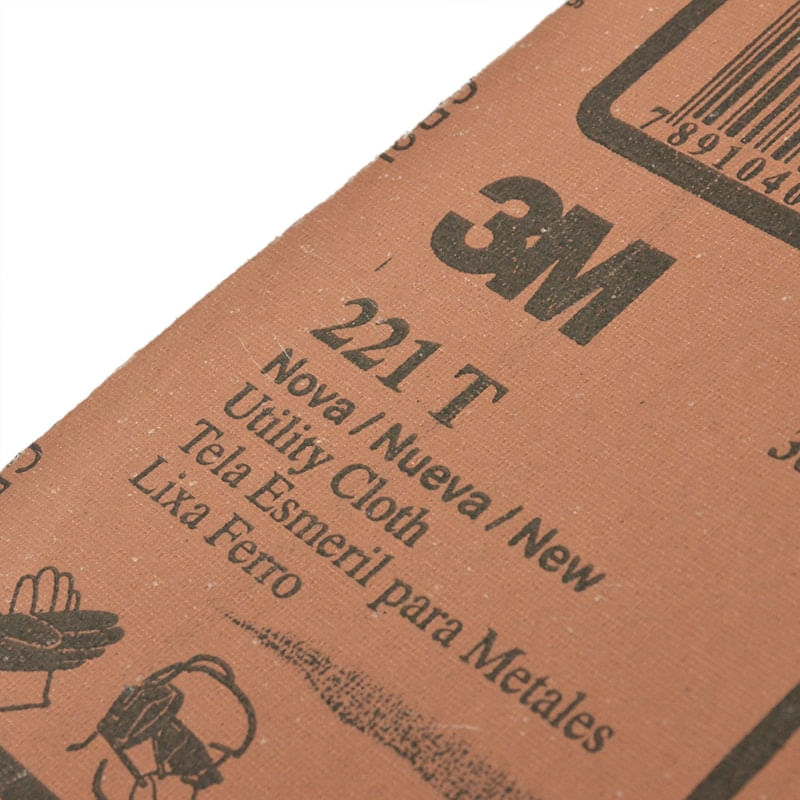 7891040
3M
221 T
Nova / Nueva / New
Utility Cloth
Tela Esmeril para Metales
Lixa Ferro